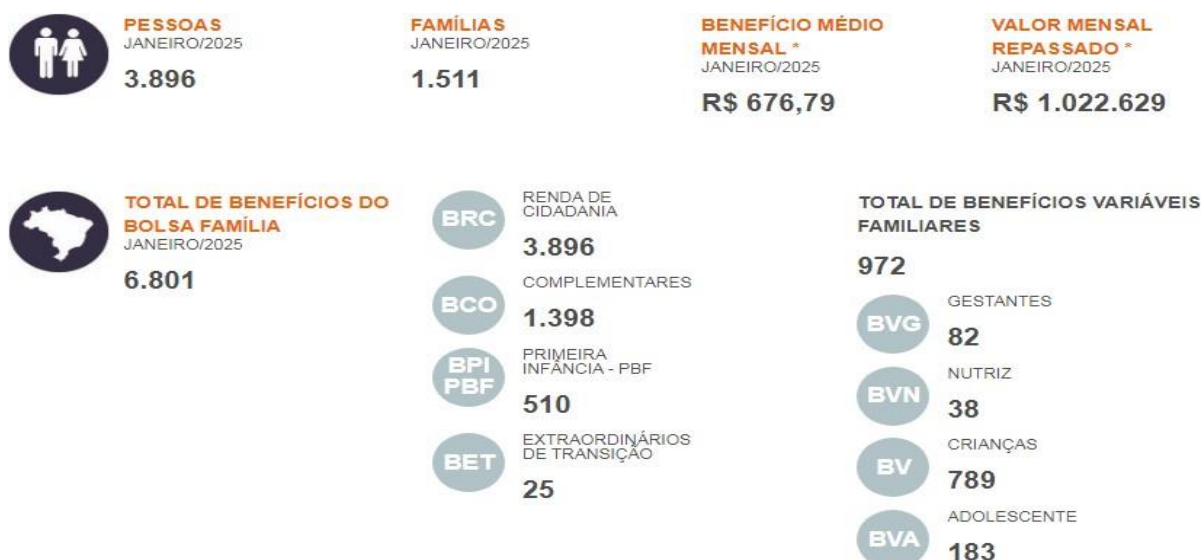 PESSOAS
JANEIRO/2025
3.896
FAMÍLIAS
JANEIRO/2025
1.511
BENEFÍCIO MÉDIO
MENSAL *
JANEIRO/2025
R$ 676,79
VALOR MENSAL
REPASSADO *
JANEIRO/2025
R$ 1.022.629
TOTAL DE BENEFÍCIOS DO
BOLSA FAMÍLIA
JANEIRO/2025
6.801
BRC
RENDA DE
CIDADANIA
3.896
BCO
COMPLEMENTARES
1.398
BPI
PBF
PRIMEIRA
INFÂNCIA - PBF
510
BET
EXTRAORDINÁRIOS
DE TRANSIÇÃO
25
TOTAL DE BENEFÍCIOS VARIÁVEIS
FAMILIARES
972
BVG
GESTANTES
82
BVN
NUTRIZ
38
BV
CRIANÇAS
789
BVA
ADOLESCENTE
183